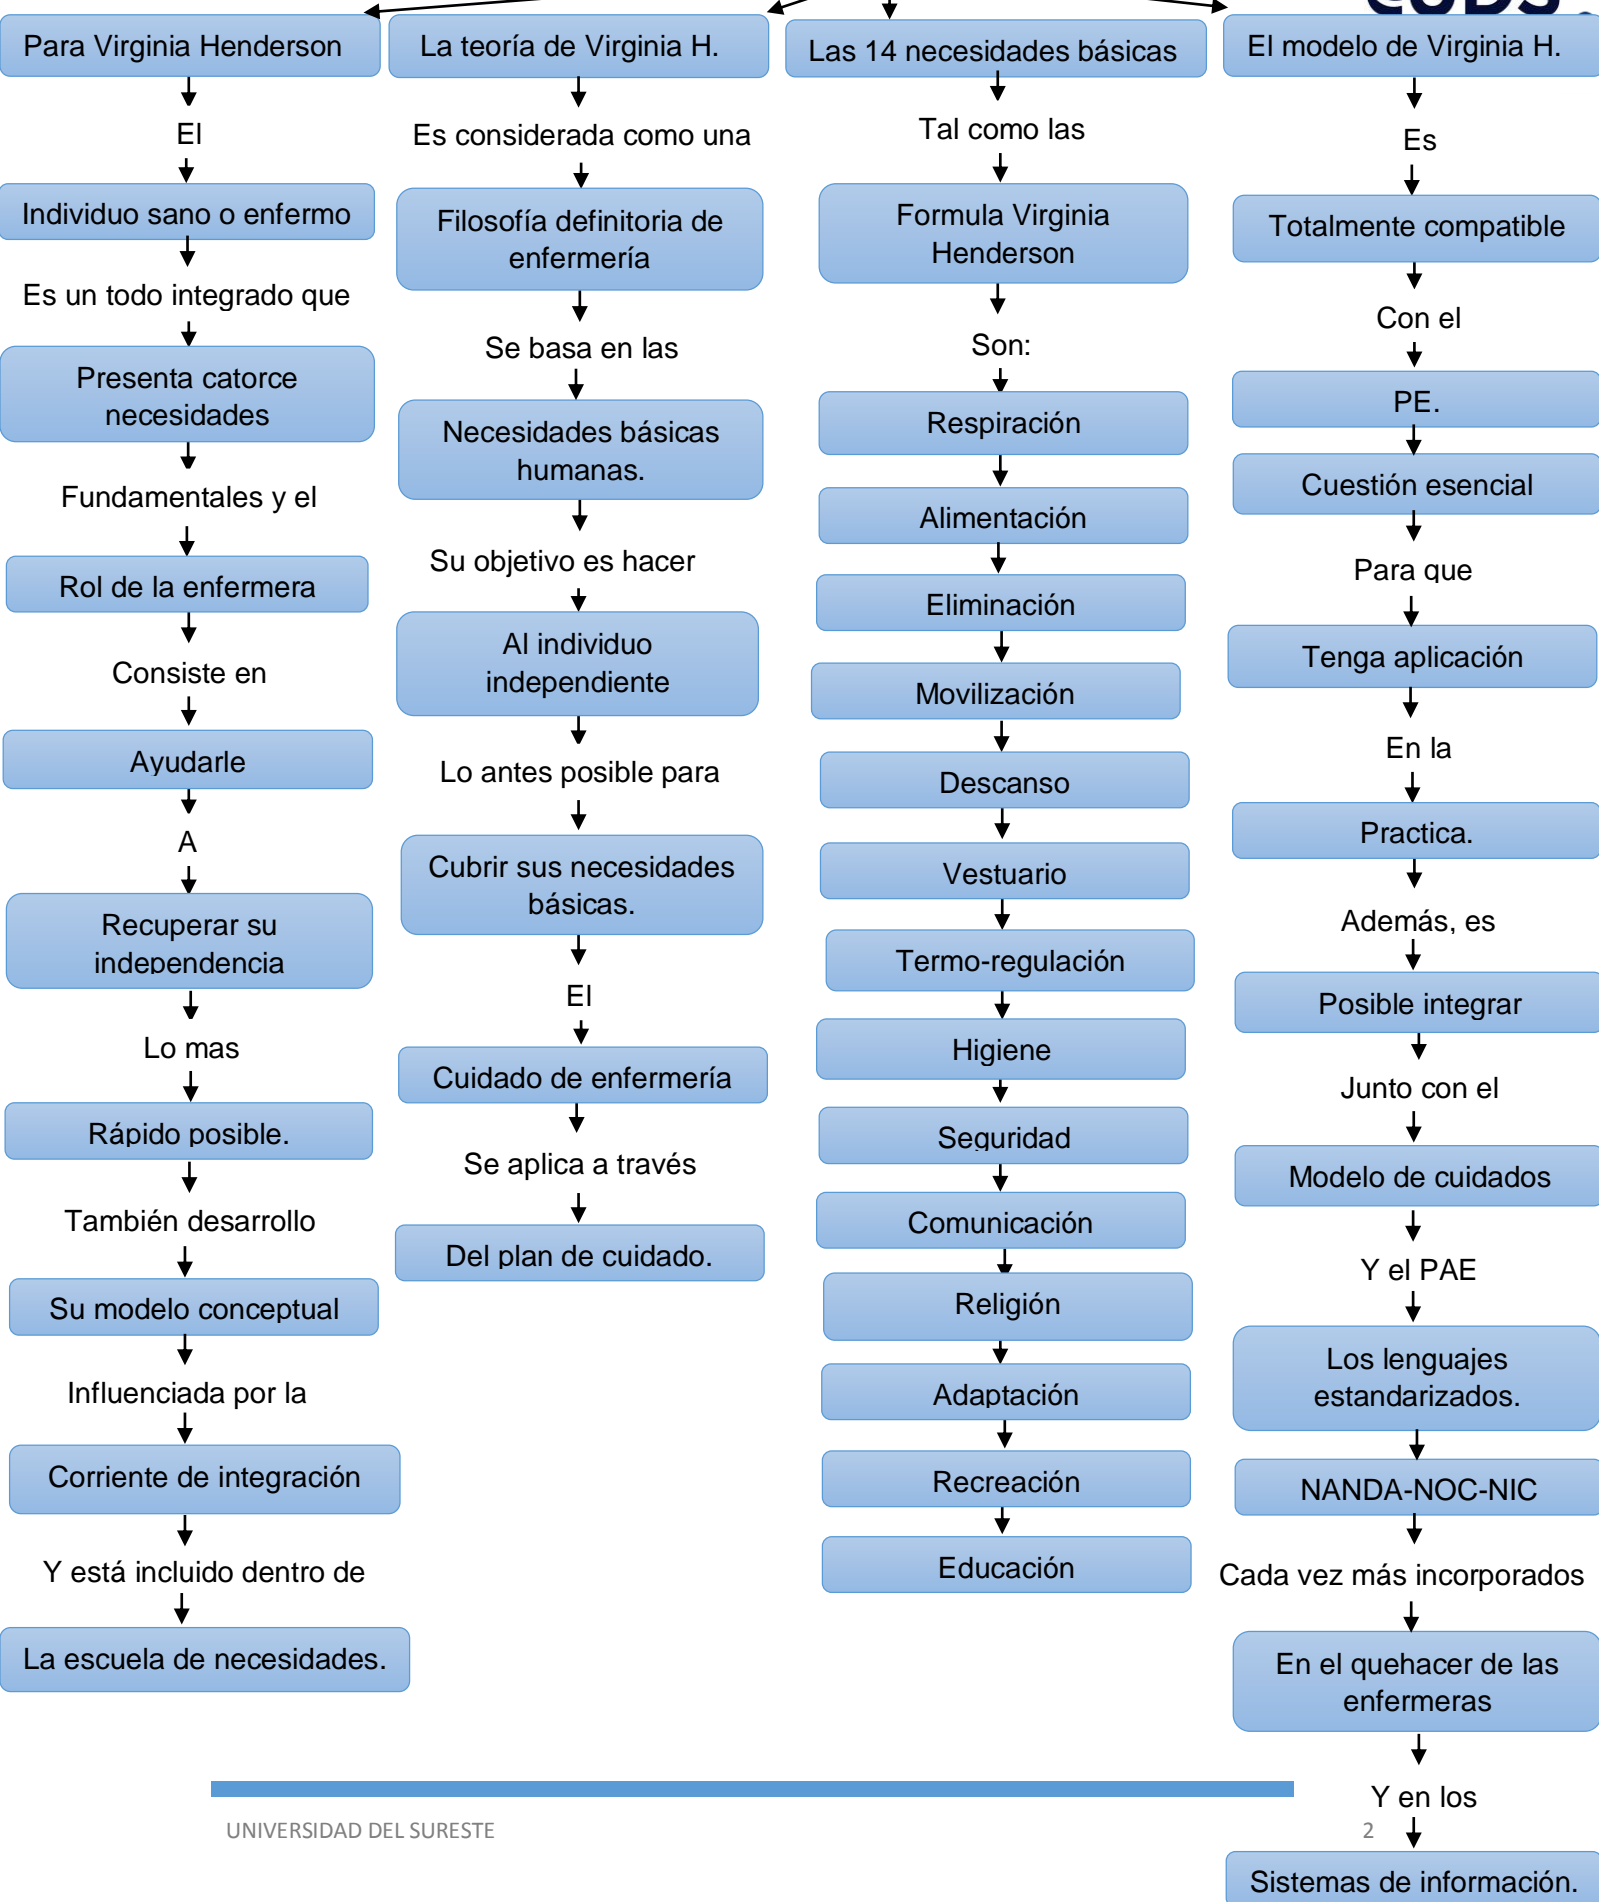 Para Virginia Henderson
El
Individuo sano o enfermo
Es un todo integrado que
Presenta catorce
necesidades
Fundamentales y el
Rol de la enfermera
Consiste en
Ayudarle
A
Recuperar su
independencia
Lo mas
Rápido posible.
También desarrollo
Su modelo conceptual
Influenciada por la
Corriente de integración
Y está incluido dentro de
La escuela de necesidades.
La teoría de Virginia H.
Es considerada como una
Filosofía definitoria de
enfermería
Se basa en las
Necesidades básicas
humanas.
Su objetivo es hacer
Al individuo
independiente
Lo antes posible para
Cubrir sus necesidades
básicas.
El
Cuidado de enfermería
Se aplica a través
Del plan de cuidado.
Las 14 necesidades básicas
Tal como las
Formula Virginia
Henderson
Son:
Respiración
Alimentación
Eliminación
Movilización
Descanso
Vestuario
Termo-regulación
Higiene
Seguridad
Comunicación
Religión
Adaptación
Recreación
Educación
El modelo de Virginia H.
Es
Totalmente compatible
Con el
PE.
Cuestión esencial
Para que
Tenga aplicación
En la
Practica.
Además, es
Posible integrar
Junto con el
Modelo de cuidados
Y el PAE
Los lenguajes
estandarizados.
NANDA-NOC-NIC
Cada vez más incorporados
En el quehacer de las
enfermeras
Y en los
Sistemas de información.
UNIVERSIDAD DEL SURESTE
2